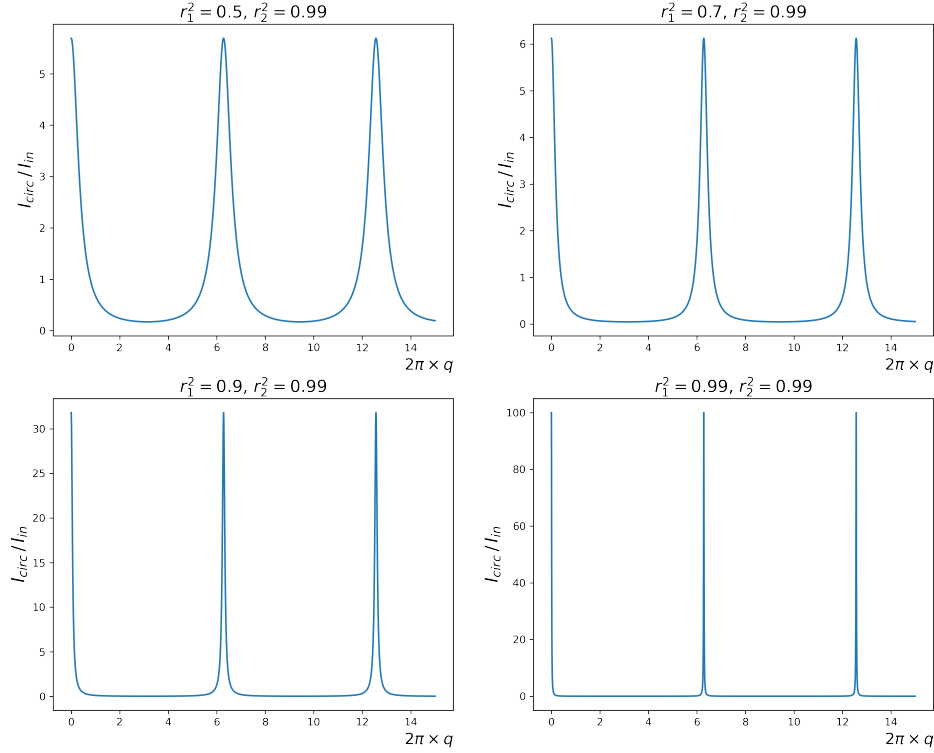 r₁² = 0.5, r₂² = 0.99
I_circ / I_in
5
4
3
2
1
0
0 2 4 6 8 10 12 14
2π × q
r₁² = 0.7, r₂² = 0.99
I_circ / I_in
6
5
4
3
2
1
0
0 2 4 6 8 10 12 14
2π × q
r₁² = 0.9, r₂² = 0.99
I_circ / I_in
30
25
20
15
10
5
0
0 2 4 6 8 10 12 14
2π × q
r₁² = 0.99, r₂² = 0.99
I_circ / I_in
100
80
60
40
20
0
0 2 4 6 8 10 12 14
2π × q